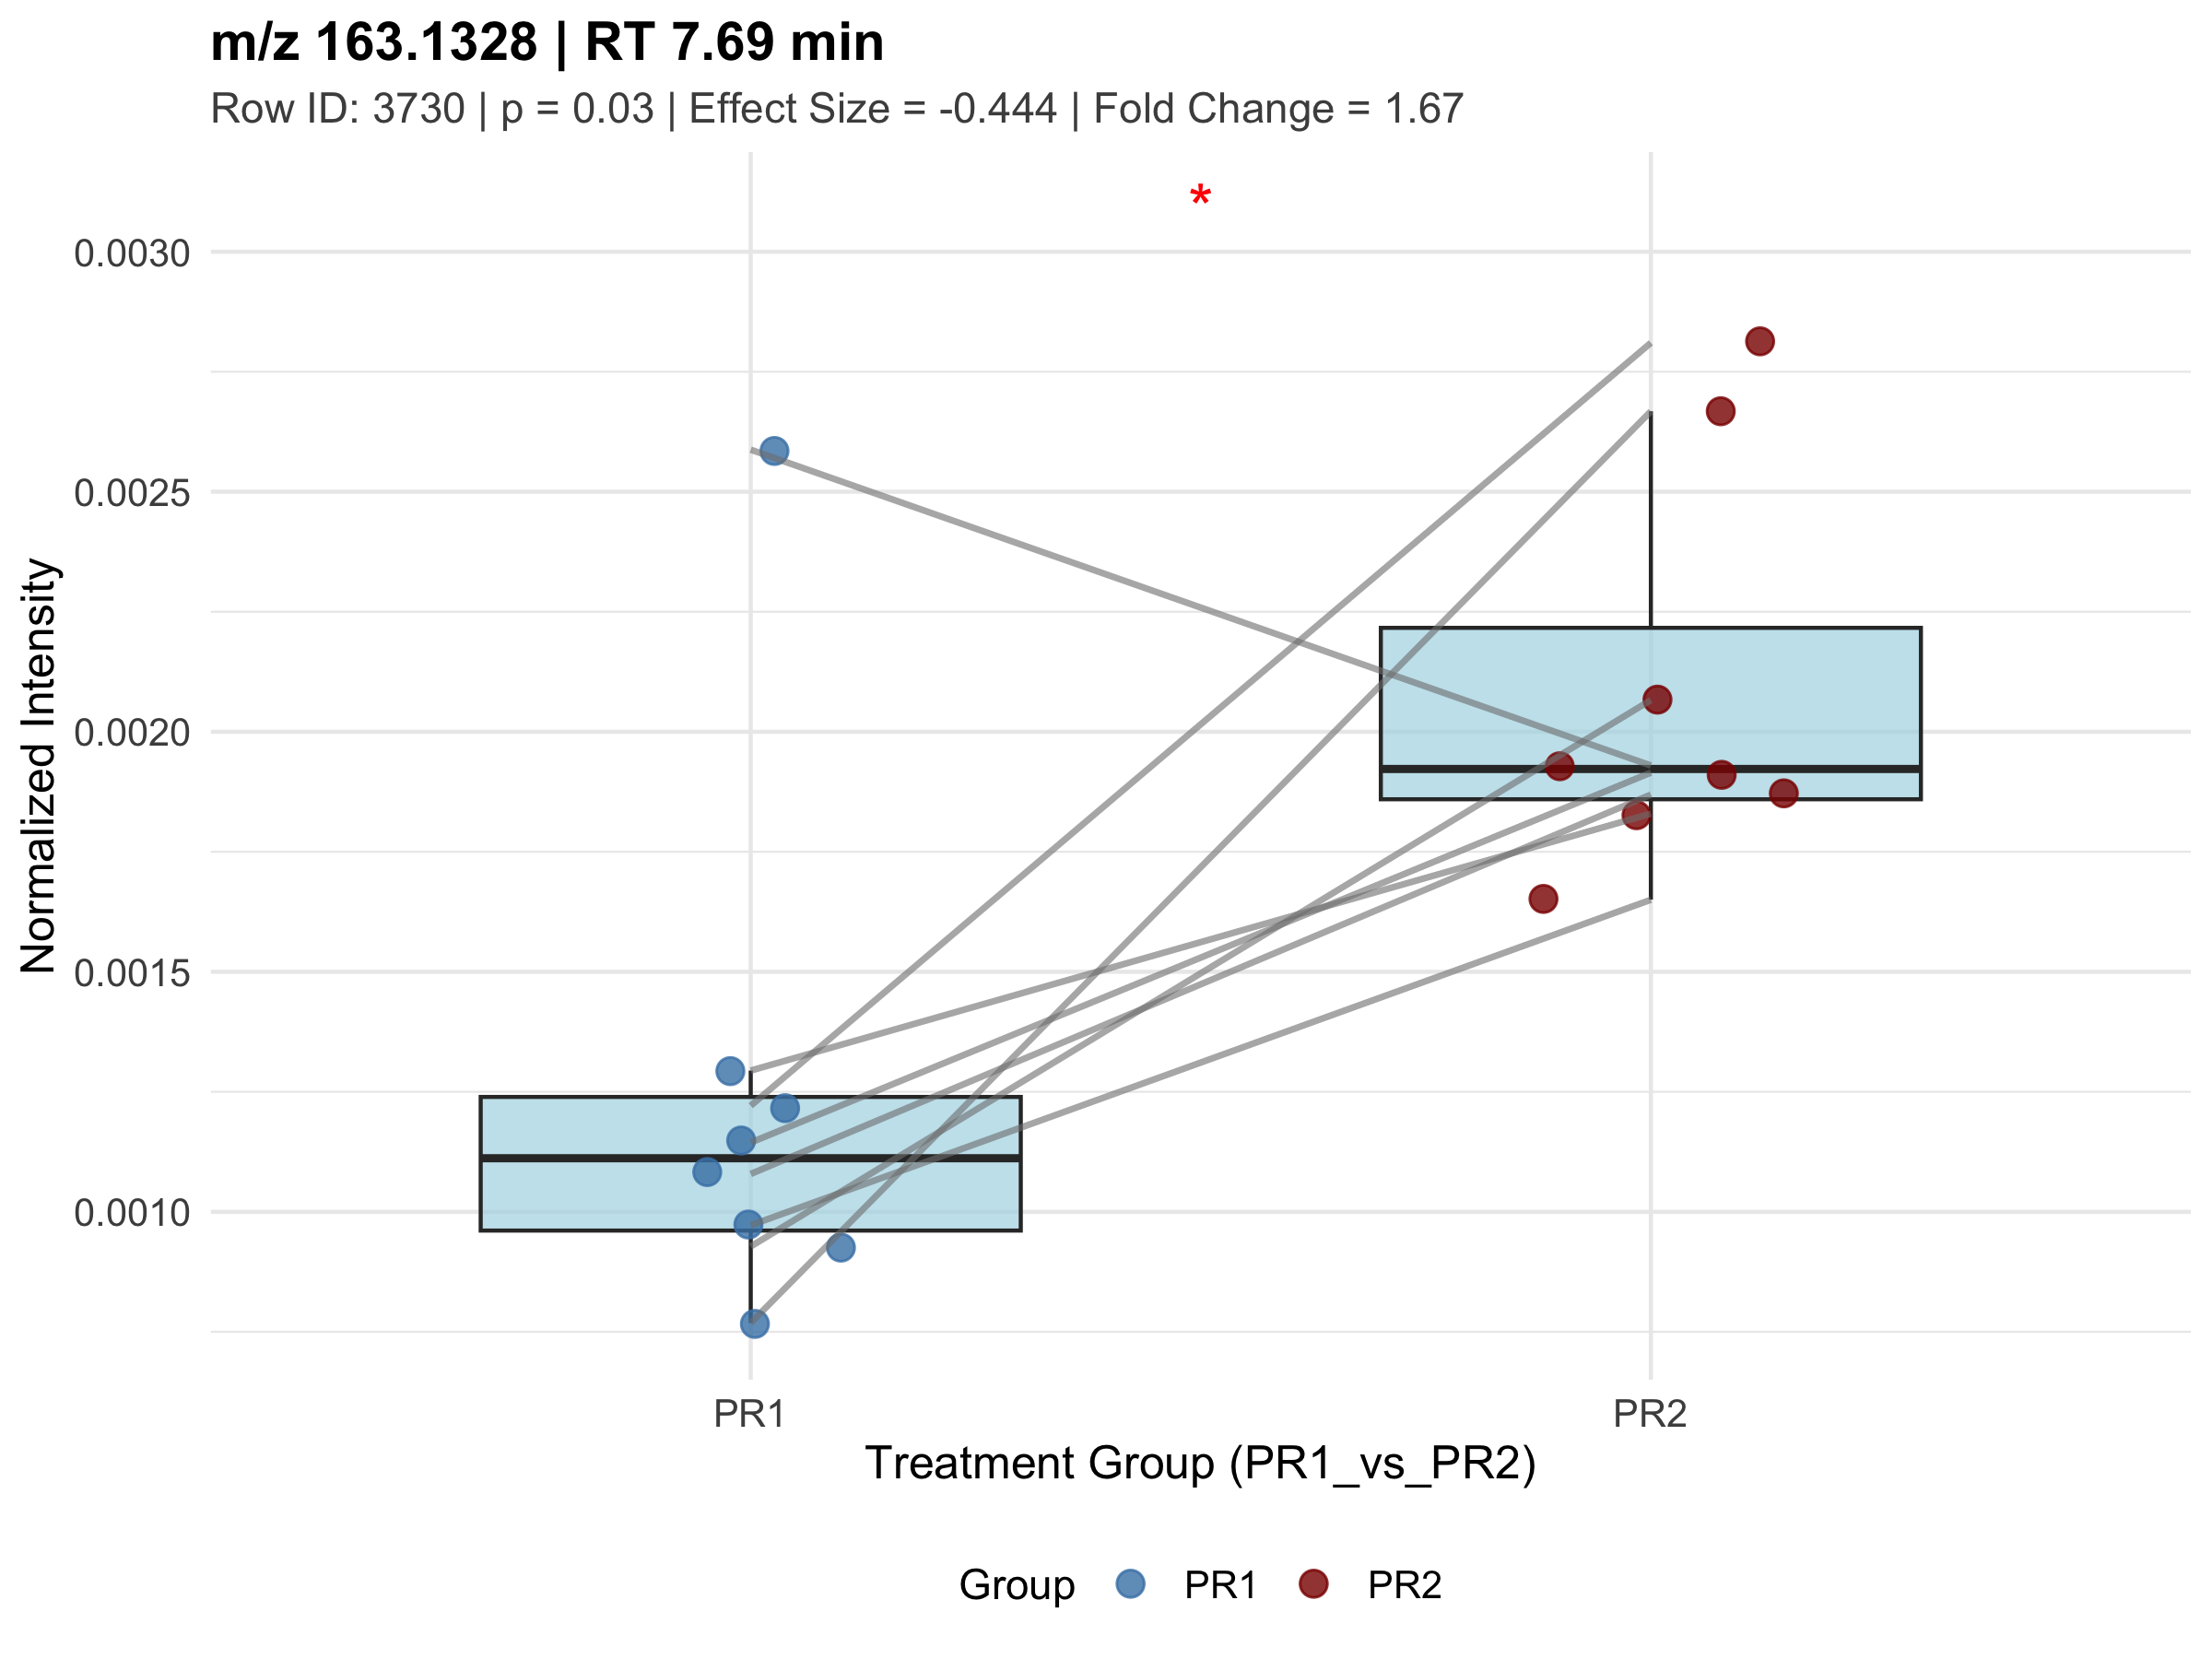 m/z 163.1328 | RT 7.69 min
Row ID: 3730 | p = 0.03 | Effect Size = -0.444 | Fold Change = 1.67
*
0.0030
0.0025
0.0020
0.0015
0.0010
Normalized Intensity
PR1 PR2
Treatment Group (PR1_vs_PR2)
Group PR1 PR2